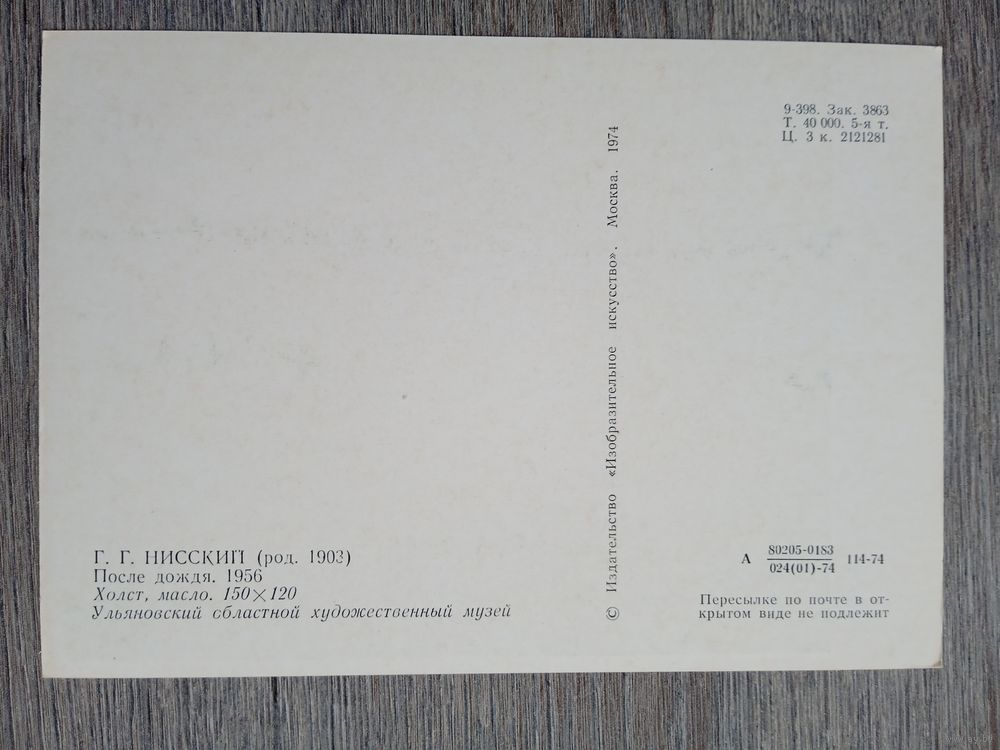 9-398. Зак. 3863
Т. 40 000. 5-я т.
Ц. 3 к. 2121281
© Издательство «Изобразительное искусство». Москва. 1974
Г. Г. НИССКИЙ (род. 1903)
После дождя. 1956
Холст, масло. 150×120
Ульяновский областной художественный музей
А 80205-0183 114-74
024(01)-74
Пересылке по почте в от-
крытом виде не подлежит